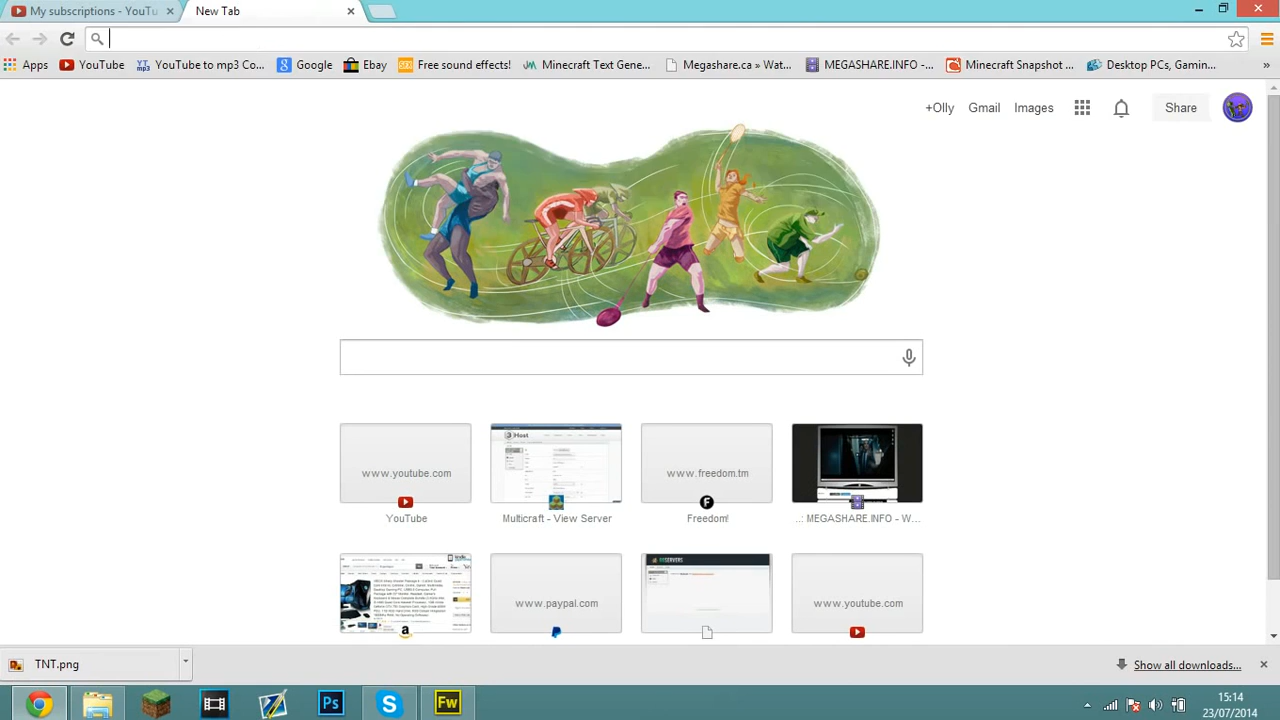 My subscriptions - YouTu
New Tab
Apps YouTube YouTube to mp3 Co... Google Ebay Free sound effects! Minecraft Text Gene... Megashare.ca » Wat... MEGASHARE.INFO -... Minecraft Snapshot ... Desktop PCs, Gamin... »
+Olly Gmail Images Share
www.youtube.com
Host
www.freedom.tm
YouTube
Multicraft - View Server
Freedom!
..: MEGASHARE.INFO - W...
www.paypal.com
TNT.png
Show all downloads...
Ps
Fw
15:14
23/07/2014